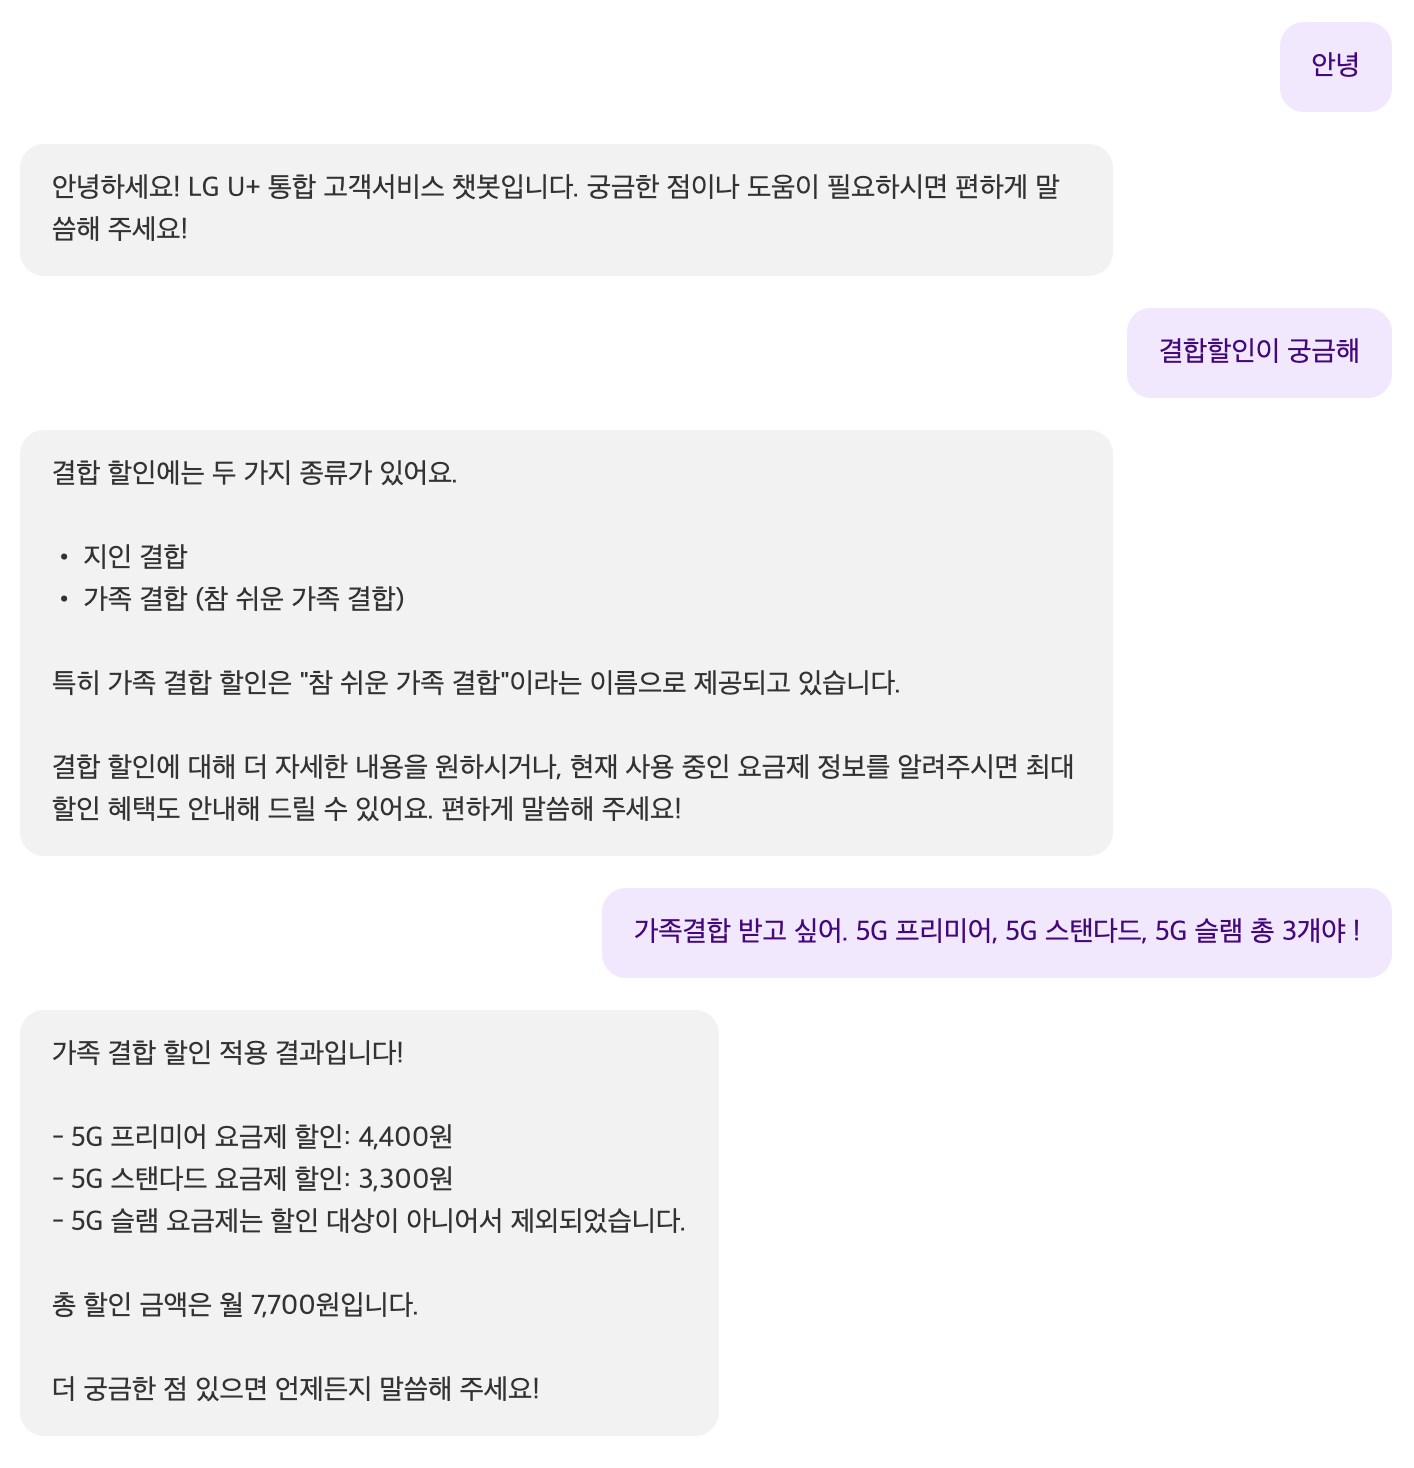 안녕
안녕하세요! LG U+ 통합 고객서비스 챗봇입니다. 궁금한 점이나 도움이 필요하시면 편하게 말
씀해 주세요!
결합할인이 궁금해
결합 할인에는 두 가지 종류가 있어요.
• 지인 결합
• 가족 결합 (참 쉬운 가족 결합)
특히 가족 결합 할인은 "참 쉬운 가족 결합"이라는 이름으로 제공되고 있습니다.
결합 할인에 대해 더 자세한 내용을 원하시거나, 현재 사용 중인 요금제 정보를 알려주시면 최대
할인 혜택도 안내해 드릴 수 있어요. 편하게 말씀해 주세요!
가족결합 받고 싶어. 5G 프리미어, 5G 스탠다드, 5G 슬램 총 3개야 !
가족 결합 할인 적용 결과입니다!
- 5G 프리미어 요금제 할인: 4,400원
- 5G 스탠다드 요금제 할인: 3,300원
- 5G 슬램 요금제는 할인 대상이 아니어서 제외되었습니다.
총 할인 금액은 월 7,700원입니다.
더 궁금한 점 있으면 언제든지 말씀해 주세요!